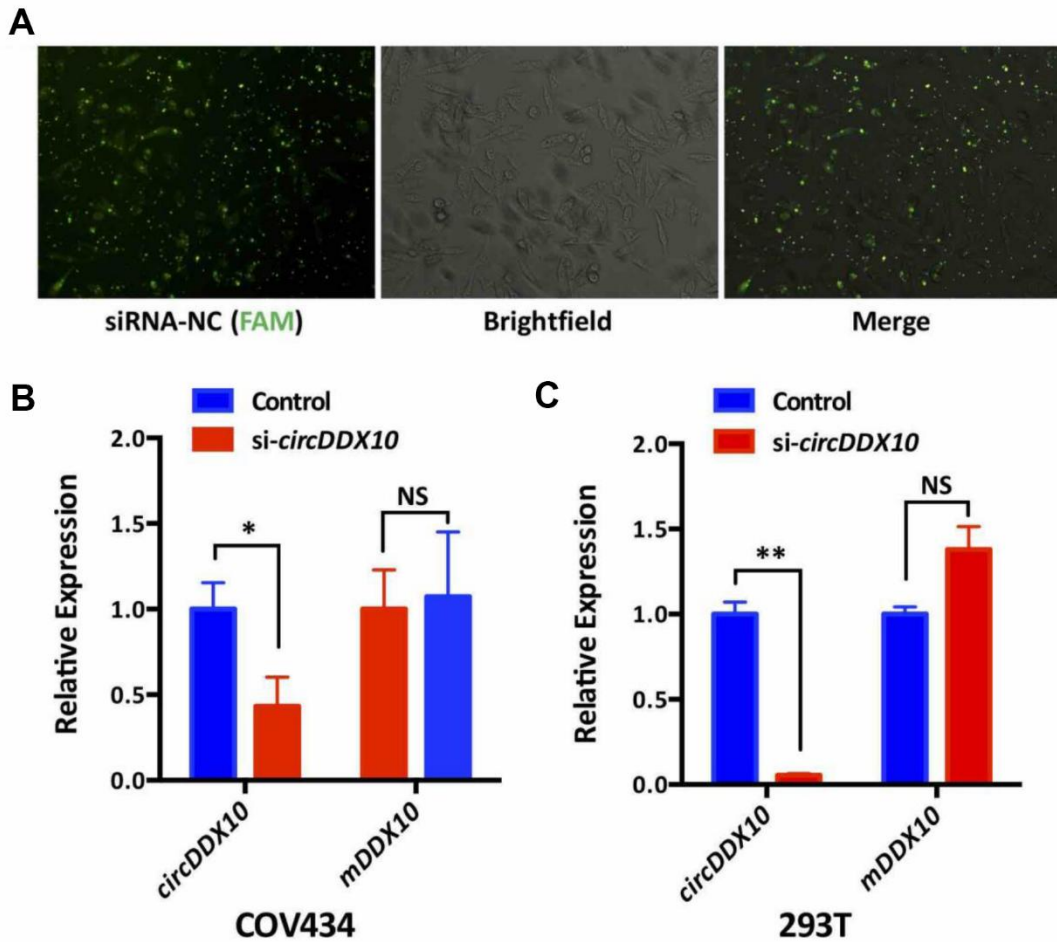 A
siRNA-NC (FAM)
Brightfield
Merge
B
Control
si-circDDX10
Relative Expression
2.0
1.5
1.0
0.5
0.0
*
NS
circDDX10
mDDX10
COV434
C
Control
si-circDDX10
Relative Expression
2.0
1.5
1.0
0.5
0.0
**
NS
circDDX10
mDDX10
293T